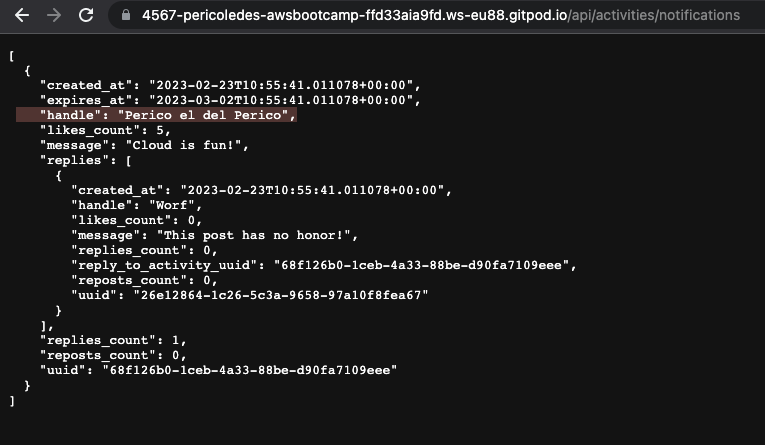 4567-pericoledes-awsbootcamp-ffd33aia9fd.ws-eu88.gitpod.io/api/activities/notifications
[
  {
    "created_at": "2023-02-23T10:55:41.011078+00:00",
    "expires_at": "2023-03-02T10:55:41.011078+00:00",
    "handle": "Perico el del Perico",
    "likes_count": 5,
    "message": "Cloud is fun!",
    "replies": [
      {
        "created_at": "2023-02-23T10:55:41.011078+00:00",
        "handle": "Worf",
        "likes_count": 0,
        "message": "This post has no honor!",
        "replies_count": 0,
        "reply_to_activity_uuid": "68f126b0-1ceb-4a33-88be-d90fa7109eee",
        "reposts_count": 0,
        "uuid": "26e12864-1c26-5c3a-9658-97a10f8fea67"
      }
    ],
    "replies_count": 1,
    "reposts_count": 0,
    "uuid": "68f126b0-1ceb-4a33-88be-d90fa7109eee"
  }
]